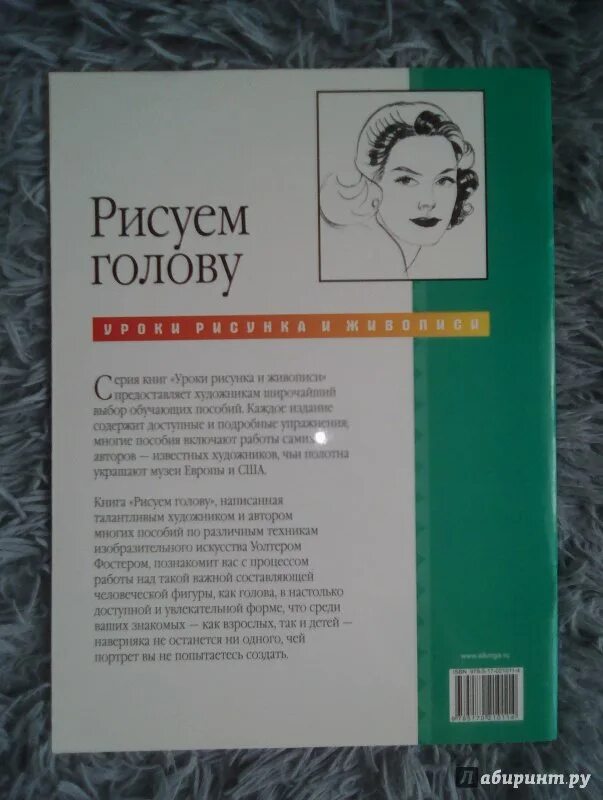 Рисуем
голову
УРОКИ РИСУНКА И ЖИВОПИСИ
Серия книг «Уроки рисунка и живописи»
предоставляет художникам широчайший
выбор обучающих пособий. Каждое издание
содержит доступные и подробные упражнения,
многие пособия включают работы самих
авторов — известных художников, чьи полотна
украшают музеи Европы и США.
Книга «Рисуем голову», написанная
талантливым художником и автором
многих пособий по различным техникам
изобразительного искусства Уолтером
Фостером, познакомит вас с процессом
работы над такой важной составляющей
человеческой фигуры, как голова, в настолько
доступной и увлекательной форме, что среди
ваших знакомых — как взрослых, так и детей —
наверняка не останется ни одного, чей
портрет вы не попытаетесь создать.
ISBN
Лабиринт.ру